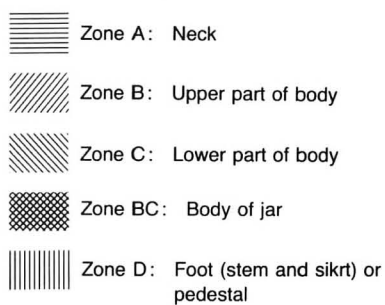 Zone A: Neck
Zone B: Upper part of body
Zone C: Lower part of body
Zone BC: Body of jar
Zone D: Foot (stem and sikrt) or
pedestal